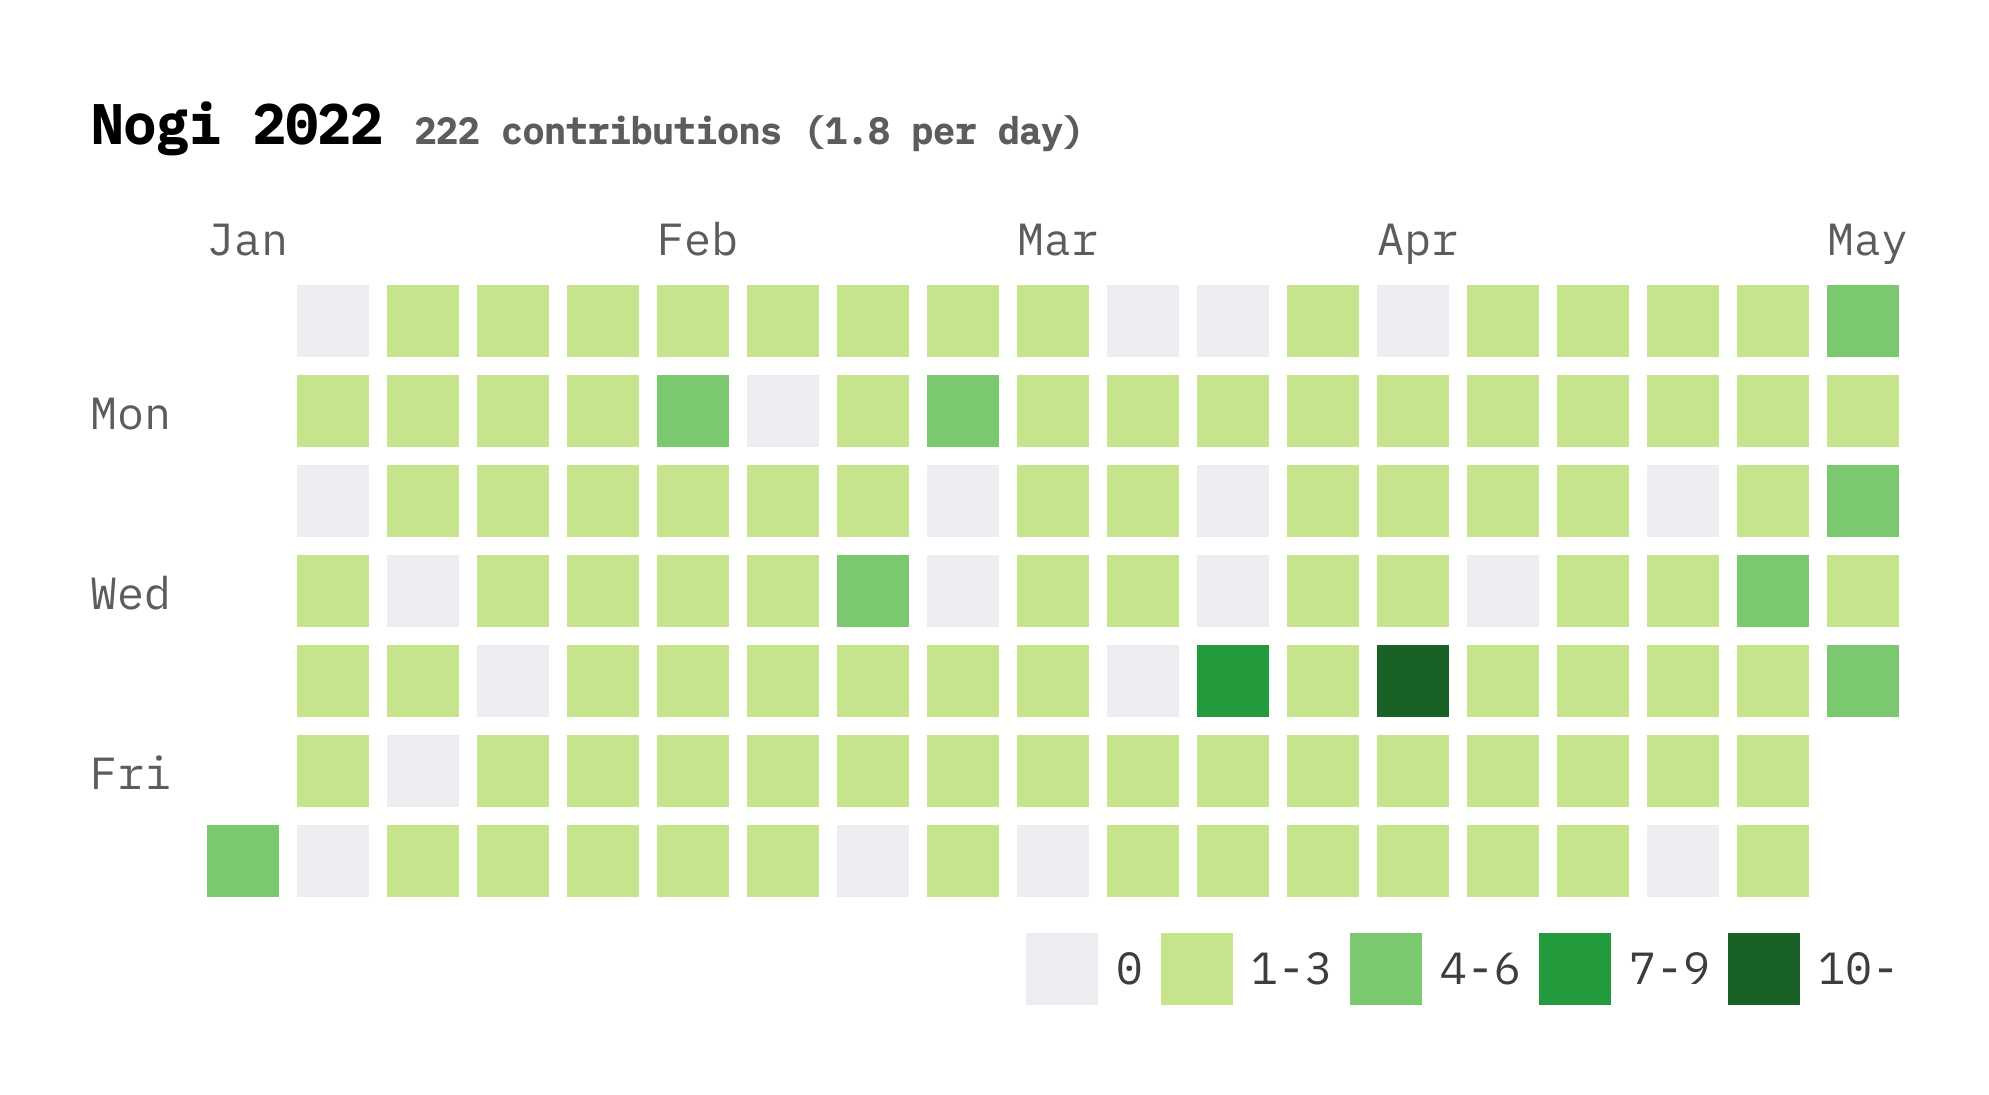 Nogi 2022 222 contributions (1.8 per day)
Jan Feb Mar Apr May
Mon
Wed
Fri
0 1-3 4-6 7-9 10-